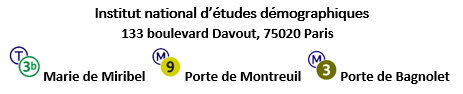 Institut national d’études démographiques
133 boulevard Davout, 75020 Paris
T 3b Marie de Miribel M 9 Porte de Montreuil M 3 Porte de Bagnolet